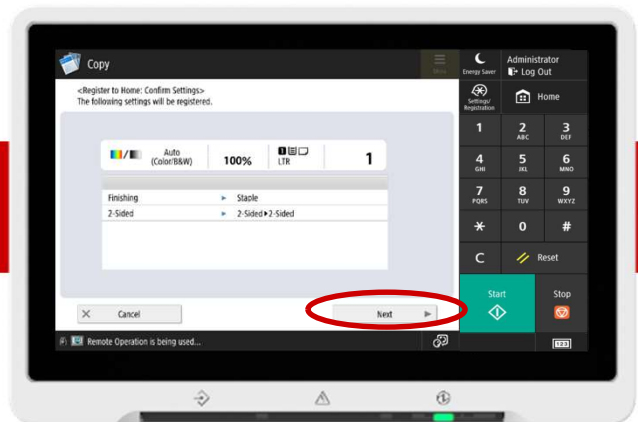 Copy
Menu
<Register to Home: Confirm Settings>
The following settings will be registered.
Auto
(Color/B&W)
100%
1
LTR
1
Finishing ► Staple
2-Sided ► 2-Sided►2-Sided
× Cancel
Next ►
Remote Operation is being used...
Energy Saver
Administrator
Log Out
Settings/
Registration
Home
1
2
ABC
3
DEF
4
GHI
5
JKL
6
MNO
7
PQRS
8
TUV
9
WXYZ
*
0
#
C
Reset
Start
Stop
123